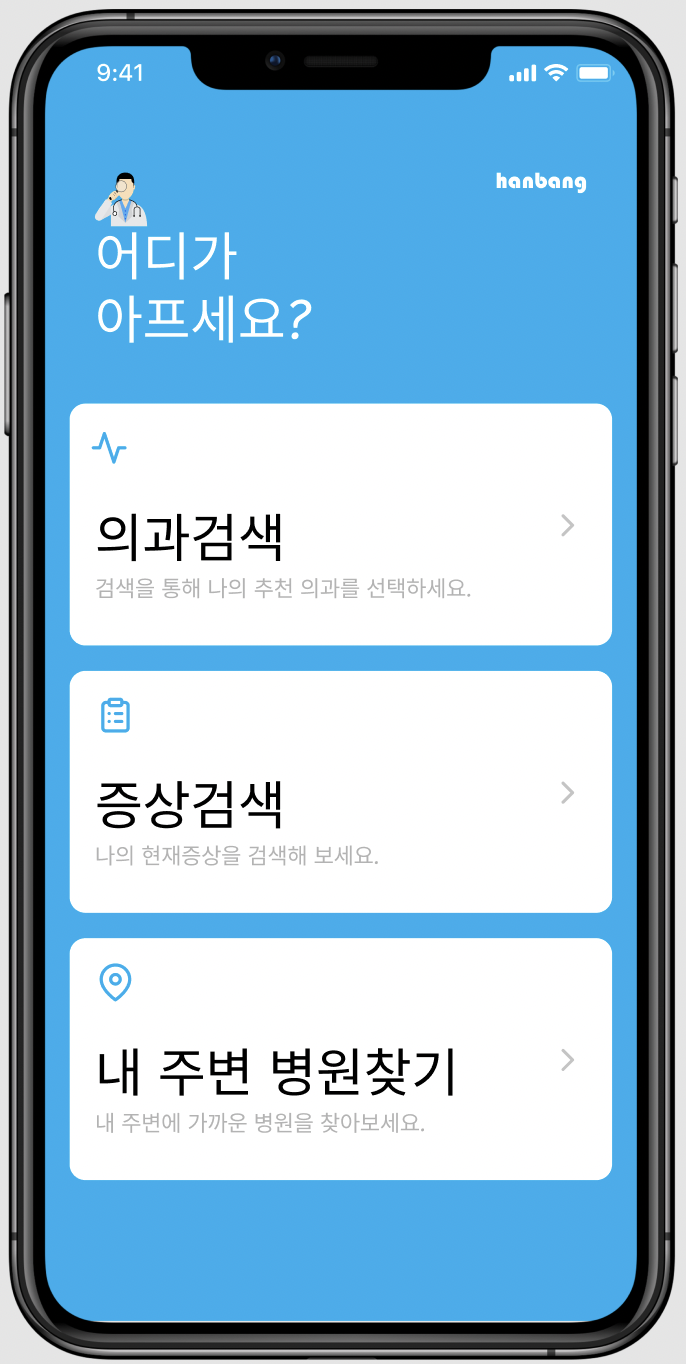 9:41
hanbang
어디가
아프세요?
의과검색
검색을 통해 나의 추천 의과를 선택하세요.
증상검색
나의 현재증상을 검색해 보세요.
내 주변 병원찾기
내 주변에 가까운 병원을 찾아보세요.